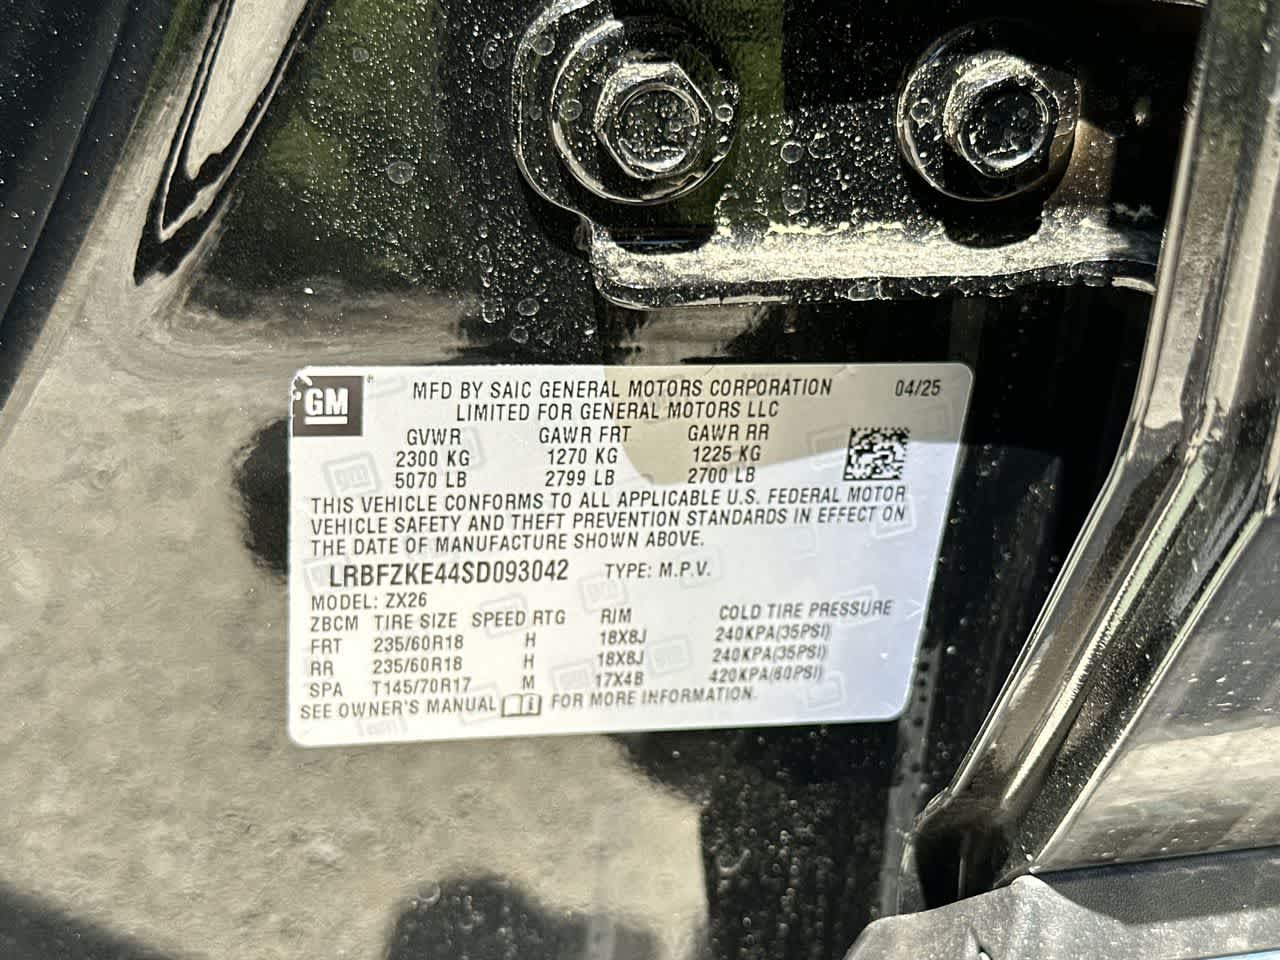 GM
MFD BY SAIC GENERAL MOTORS CORPORATION 04/25
LIMITED FOR GENERAL MOTORS LLC
GVWR GAWR FRT GAWR RR
2300 KG 1270 KG 1225 KG
5070 LB 2799 LB 2700 LB
THIS VEHICLE CONFORMS TO ALL APPLICABLE U.S. FEDERAL MOTOR
VEHICLE SAFETY AND THEFT PREVENTION STANDARDS IN EFFECT ON
THE DATE OF MANUFACTURE SHOWN ABOVE.
LRBFZKE44SD093042 TYPE: M.P.V.
MODEL: ZX26
ZBCM TIRE SIZE SPEED RTG RIM COLD TIRE PRESSURE
FRT 235/60R18 H 18X8J 240KPA(35PSI)
RR 235/60R18 H 18X8J 240KPA(35PSI)
SPA T145/70R17 M 17X4B 420KPA(60PSI)
SEE OWNER'S MANUAL FOR MORE INFORMATION.